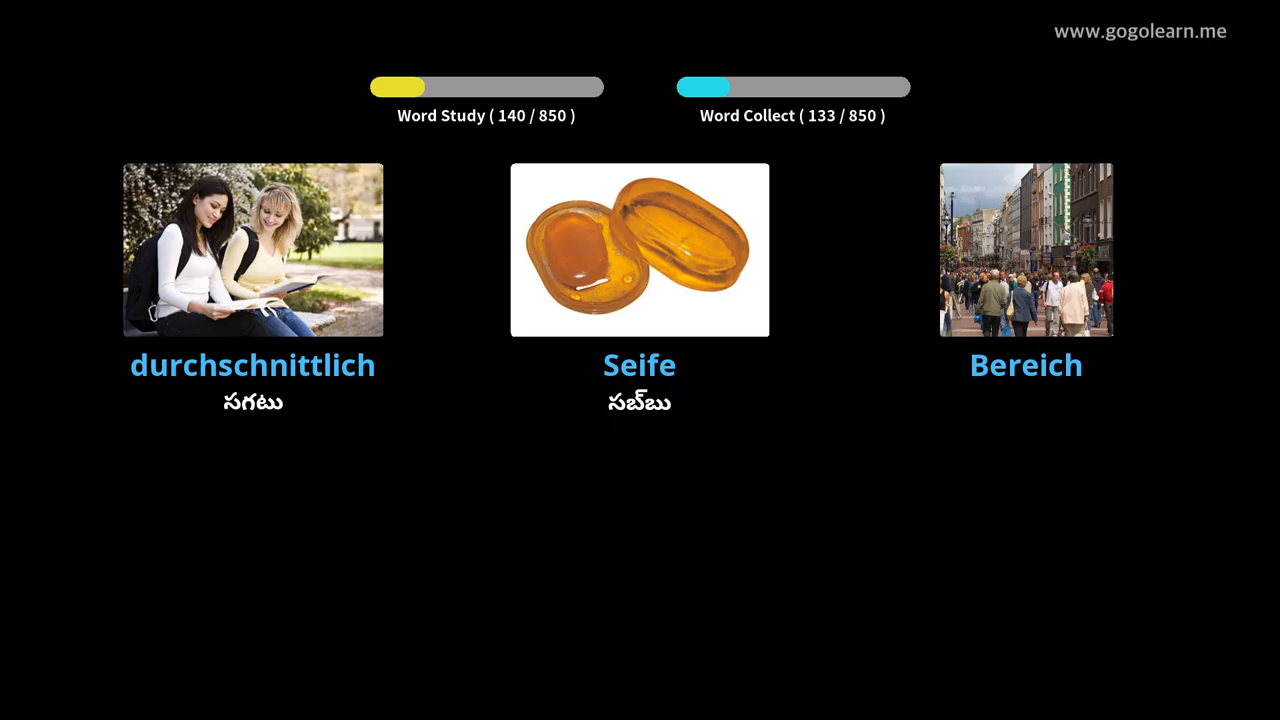 www.gogolearn.me
Word Study ( 140 / 850 )
Word Collect ( 133 / 850 )
durchschnittlich
Seife
Bereich
సగటు
సబ్‌బు